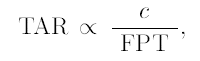 TAR ∝ c / FPT,